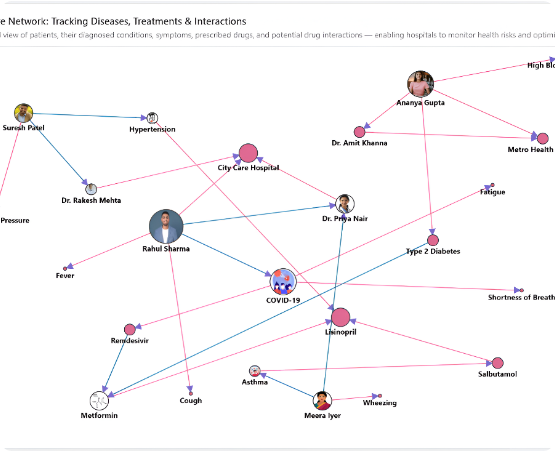 e Network: Tracking Diseases, Treatments & Interactions
view of patients, their diagnosed conditions, symptoms, prescribed drugs, and potential drug interactions — enabling hospitals to monitor health risks and optimi
High Blo
Ananya Gupta
Suresh Patel
Hypertension
Dr. Amit Khanna
Metro Health
City Care Hospital
Dr. Rakesh Mehta
Fatigue
Pressure
Dr. Priya Nair
Rahul Sharma
Type 2 Diabetes
Fever
COVID-19
Shortness of Breath
Remdesivir
Lisinopril
Asthma
Salbutamol
Cough
Wheezing
Metformin
Meera Iyer